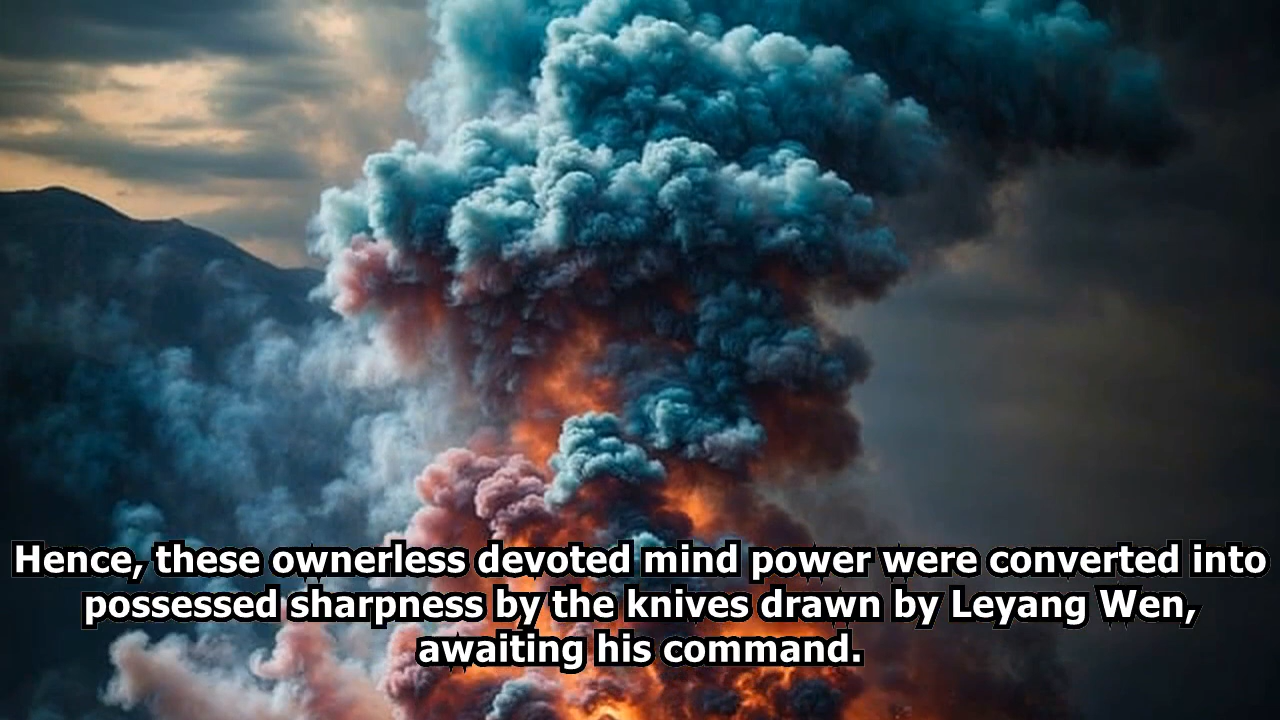 Hence, these ownerless devoted mind power were converted into
possessed sharpness by the knives drawn by Leyang Wen,
awaiting his command.